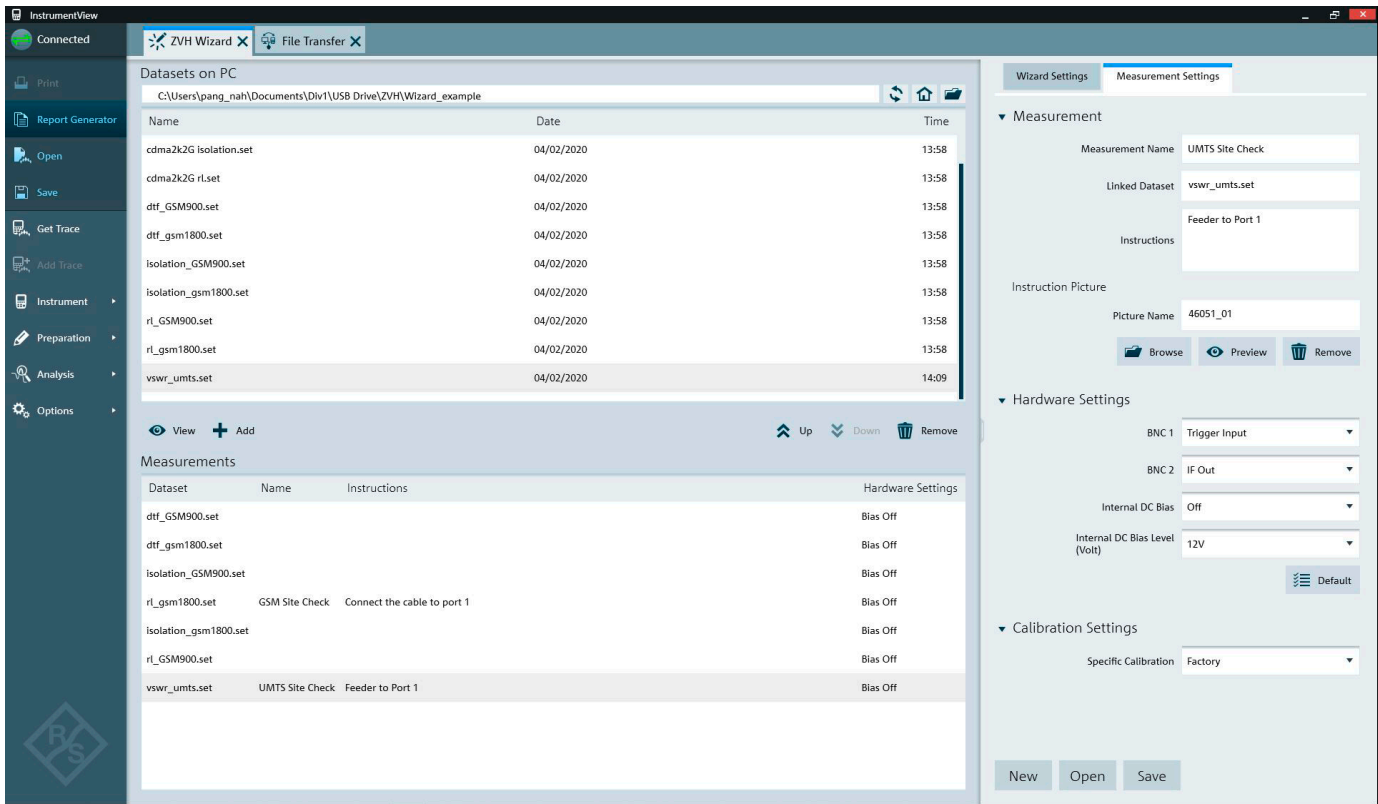 InstrumentView
Connected
Print
Report Generator
Open
Save
Get Trace
Add Trace
Instrument
Preparation
Analysis
Options
R/S
ZVH Wizard
File Transfer
Datasets on PC
C:\Users\pang_nah\Documents\Div1\USB Drive\ZVH\Wizard_example
Name Date Time
cdma2k2G isolation.set 04/02/2020 13:58
cdma2k2G rl.set 04/02/2020 13:58
dtf_GSM900.set 04/02/2020 13:58
dtf_gsm1800.set 04/02/2020 13:58
isolation_GSM900.set 04/02/2020 13:58
isolation_gsm1800.set 04/02/2020 13:58
rl_GSM900.set 04/02/2020 13:58
rl_gsm1800.set 04/02/2020 13:58
vswr_umts.set 04/02/2020 14:09
View Add Up Down Remove
Measurements
Dataset Name Instructions Hardware Settings
dtf_GSM900.set Bias Off
dtf_gsm1800.set Bias Off
isolation_GSM900.set Bias Off
rl_gsm1800.set GSM Site Check Connect the cable to port 1 Bias Off
isolation_gsm1800.set Bias Off
rl_GSM900.set Bias Off
vswr_umts.set UMTS Site Check Feeder to Port 1 Bias Off
Wizard Settings Measurement Settings
Measurement
Measurement Name UMTS Site Check
Linked Dataset vswr_umts.set
Instructions Feeder to Port 1
Instruction Picture
Picture Name 46051_01
Browse Preview Remove
Hardware Settings
BNC 1 Trigger Input
BNC 2 IF Out
Internal DC Bias Off
Internal DC Bias Level
(Volt) 12V
Default
Calibration Settings
Specific Calibration Factory
New Open Save